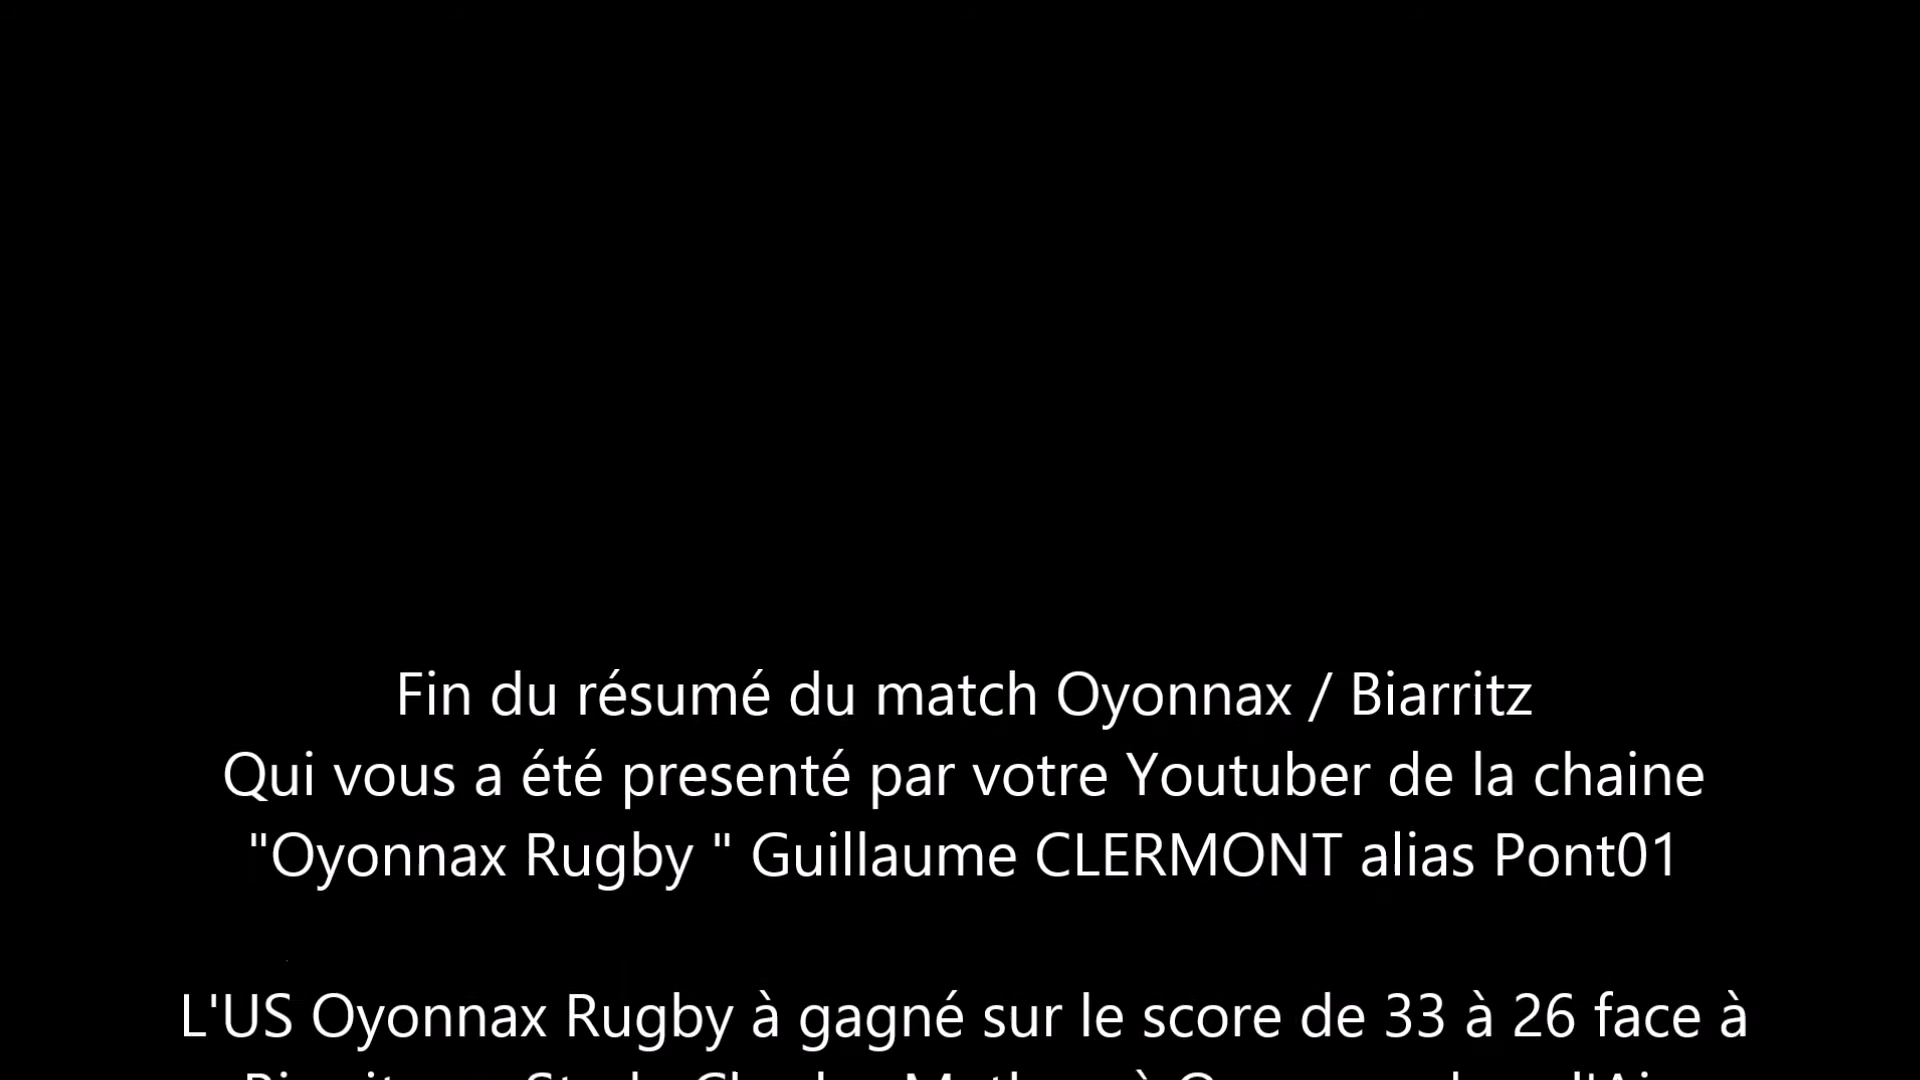 Fin du résumé du match Oyonnax / Biarritz
Qui vous a été presenté par votre Youtuber de la chaine
"Oyonnax Rugby " Guillaume CLERMONT alias Pont01
L'US Oyonnax Rugby à gagné sur le score de 33 à 26 face à